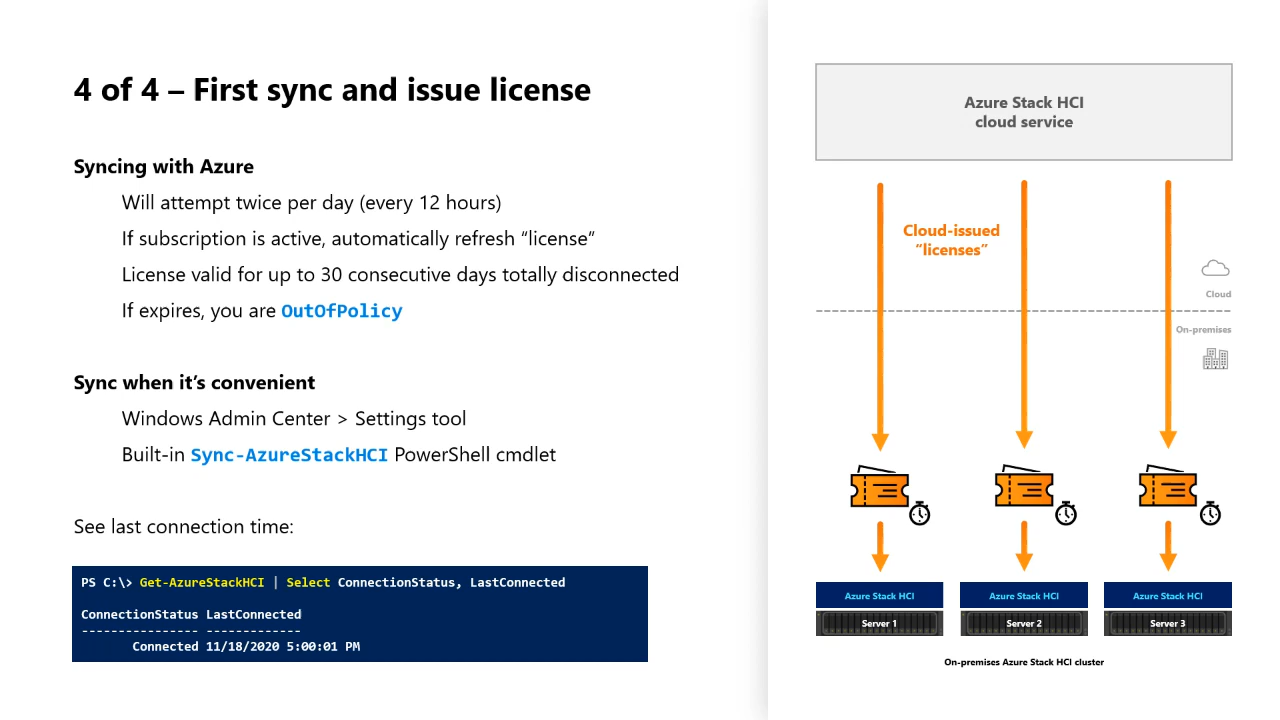 4 of 4 – First sync and issue license
Syncing with Azure
Will attempt twice per day (every 12 hours)
If subscription is active, automatically refresh “license”
License valid for up to 30 consecutive days totally disconnected
If expires, you are OutOfPolicy
Sync when it’s convenient
Windows Admin Center > Settings tool
Built-in Sync-AzureStackHCI PowerShell cmdlet
See last connection time:
PS C:\> Get-AzureStackHCI | Select ConnectionStatus, LastConnected
ConnectionStatus LastConnected
---------------- -------------
Connected 11/18/2020 5:00:01 PM
Azure Stack HCI
cloud service
Cloud-issued
“licenses”
Cloud
On-premises
Azure Stack HCI
Azure Stack HCI
Azure Stack HCI
Server 1
Server 2
Server 3
On-premises Azure Stack HCI cluster